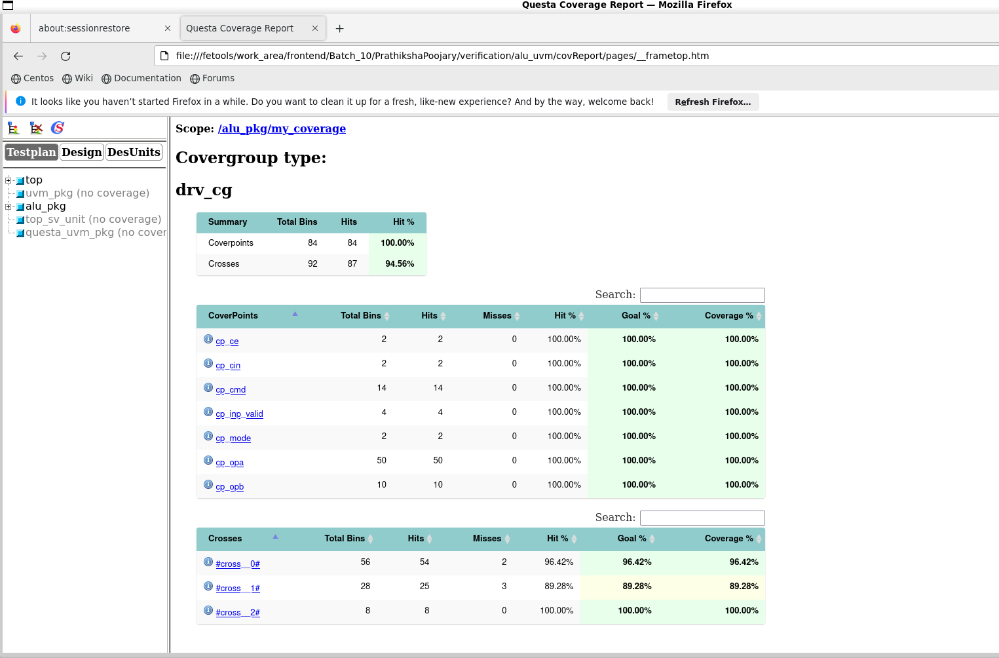 Questa Coverage Report — Mozilla Firefox
about:sessionrestore
Questa Coverage Report
file:///fetools/work_area/frontend/Batch_10/PrathikshaPoojary/verification/alu_uvm/covReport/pages/__frametop.htm
Centos Wiki Documentation Forums
It looks like you haven’t started Firefox in a while. Do you want to clean it up for a fresh, like-new experience? And by the way, welcome back! Refresh Firefox…
Testplan Design DesUnits
top
uvm_pkg (no coverage)
alu_pkg
top_sv_unit (no coverage)
questa_uvm_pkg (no cover
Scope: /alu_pkg/my_coverage
Covergroup type:
drv_cg
Summary Total Bins Hits Hit %
Coverpoints 84 84 100.00%
Crosses 92 87 94.56%
Search:
CoverPoints Total Bins Hits Misses Hit % Goal % Coverage %
cp_ce 2 2 0 100.00% 100.00% 100.00%
cp_cin 2 2 0 100.00% 100.00% 100.00%
cp_cmd 14 14 0 100.00% 100.00% 100.00%
cp_inp_valid 4 4 0 100.00% 100.00% 100.00%
cp_mode 2 2 0 100.00% 100.00% 100.00%
cp_opa 50 50 0 100.00% 100.00% 100.00%
cp_opb 10 10 0 100.00% 100.00% 100.00%
Search:
Crosses Total Bins Hits Misses Hit % Goal % Coverage %
#cross__0# 56 54 2 96.42% 96.42% 96.42%
#cross__1# 28 25 3 89.28% 89.28% 89.28%
#cross__2# 8 8 0 100.00% 100.00% 100.00%